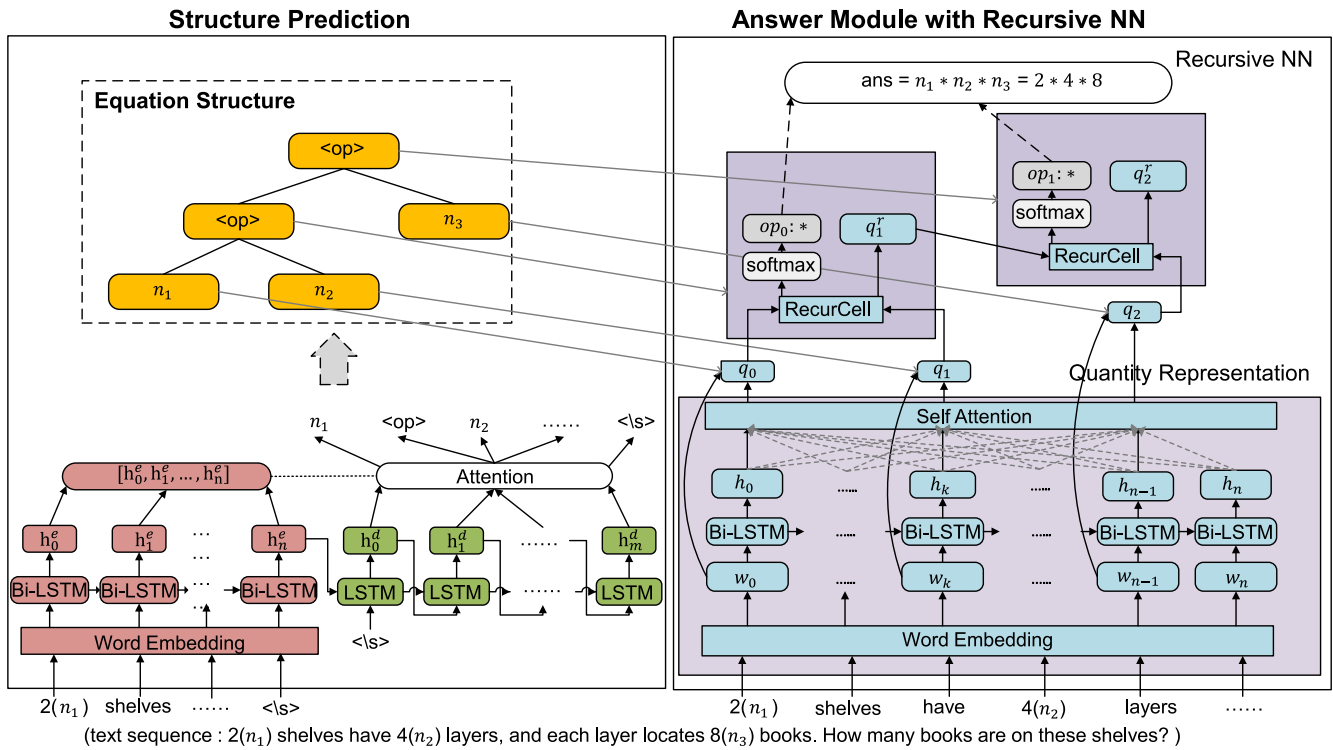 Structure Prediction
Equation Structure
<op>
<op> n₃
n₁ n₂
n₁ <op> n₂ ...... <\s>
[h₀ᵉ, h₁ᵉ, ..., hₙᵉ] Attention
h₀ᵉ h₁ᵉ ... hₙᵉ h₀ᵈ h₁ᵈ ...... hₘᵈ
...
Bi-LSTM Bi-LSTM ... Bi-LSTM LSTM LSTM ...... LSTM
...
<\s>
Word Embedding
2(n₁) shelves ...... <\s>
Answer Module with Recursive NN
Recursive NN
ans = n₁ * n₂ * n₃ = 2 * 4 * 8
op₁: * q₂ʳ
softmax
RecurCell
op₀: * q₁ʳ
softmax
RecurCell
q₂
q₀ q₁
Quantity Representation
Self Attention
h₀ ...... hₖ ...... hₙ₋₁ hₙ
Bi-LSTM ...... Bi-LSTM ...... Bi-LSTM Bi-LSTM
w₀ ...... wₖ ...... wₙ₋₁ wₙ
Word Embedding
2(n₁) shelves have 4(n₂) layers ......
(text sequence : 2(n₁) shelves have 4(n₂) layers, and each layer locates 8(n₃) books. How many books are on these shelves? )